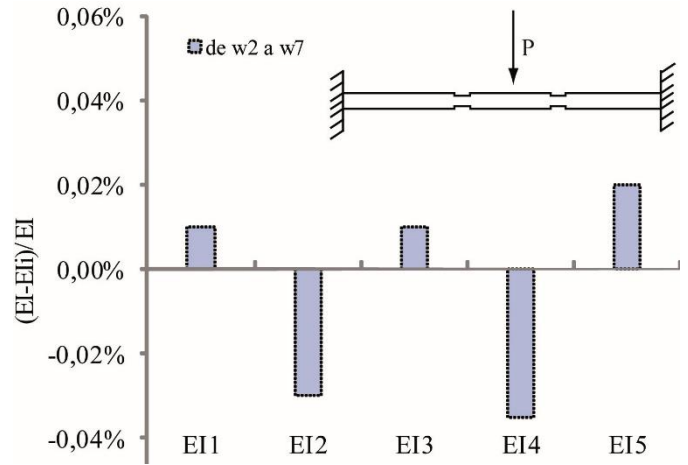 0,06%
de w2 a w7
P
0,04%
0,02%
0,00%
-0,02%
-0,04%
(EI-EIi)/EI
EI1 EI2 EI3 EI4 EI5